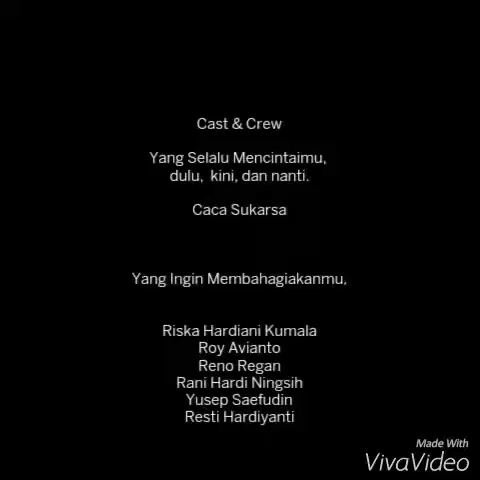 Cast & Crew
Yang Selalu Mencintaimu,
dulu, kini, dan nanti.
Caca Sukarsa
Yang Ingin Membahagiakanmu,
Riska Hardiani Kumala
Roy Avianto
Reno Regan
Rani Hardi Ningsih
Yusep Saefudin
Resti Hardiyanti
Made With
VivaVideo